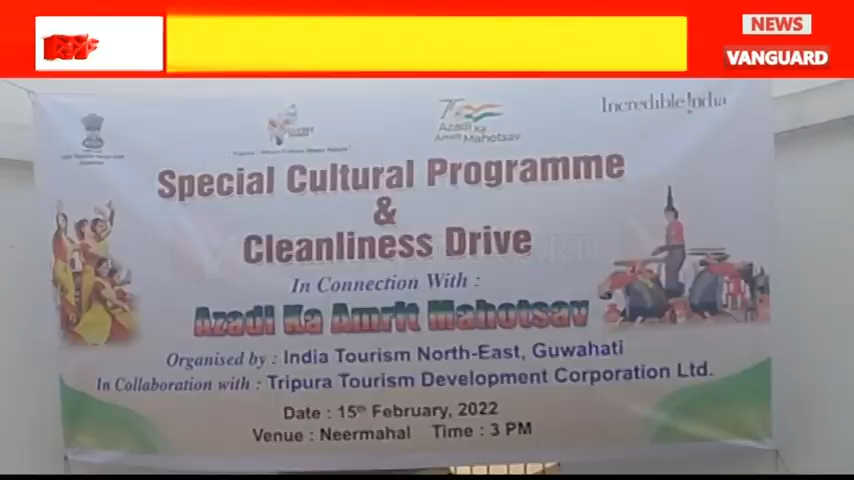 NEWS
VANGUARD
Incredible !ndia
Azadi Ka
Amrit Mahotsav
Special Cultural Programme
&
Cleanliness Drive
In Connection With :
Azadi Ka Amrit Mahotsav
Organised by : India Tourism North-East, Guwahati
In Collaboration with : Tripura Tourism Development Corporation Ltd.
Date : 15th February, 2022
Venue : Neermahal Time : 3 PM